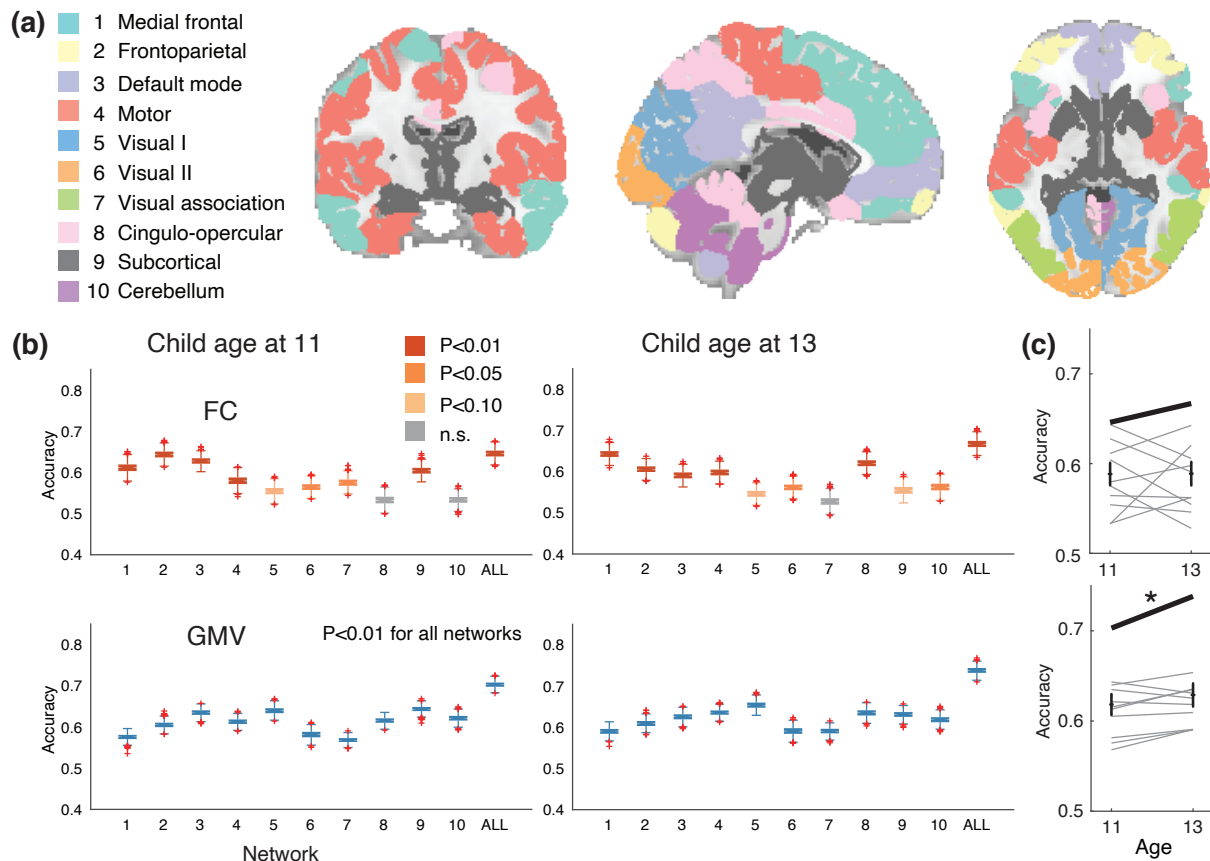 (a)
1 Medial frontal
2 Frontoparietal
3 Default mode
4 Motor
5 Visual I
6 Visual II
7 Visual association
8 Cingulo-opercular
9 Subcortical
10 Cerebellum
(b)
Child age at 11
P<0.01
P<0.05
P<0.10
n.s.
FC
Accuracy
0.8
0.7
0.6
0.5
0.4
1 2 3 4 5 6 7 8 9 10 ALL
Child age at 13
0.8
0.7
0.6
0.5
0.4
1 2 3 4 5 6 7 8 9 10 ALL
GMV
P<0.01 for all networks
Accuracy
0.8
0.7
0.6
0.5
0.4
1 2 3 4 5 6 7 8 9 10 ALL
Network
0.8
0.7
0.6
0.5
0.4
1 2 3 4 5 6 7 8 9 10 ALL
(c)
Accuracy
0.7
0.6
0.5
11 13
*
Accuracy
0.7
0.6
0.5
11 13
Age